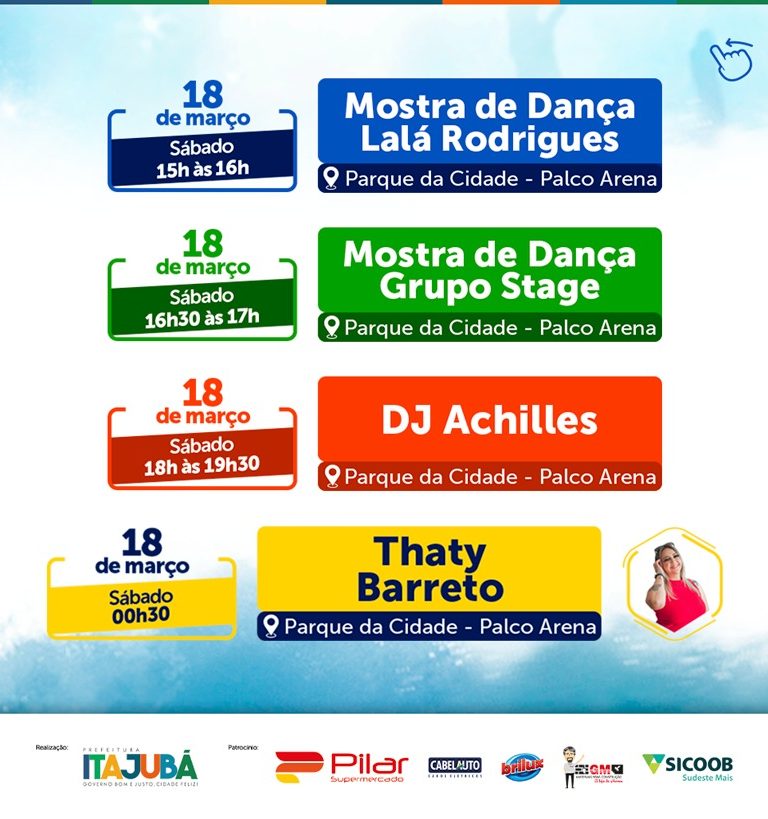 18
de março
Sábado
15h às 16h
Mostra de Dança
Lalá Rodrigues
Parque da Cidade - Palco Arena
18
de março
Sábado
16h30 às 17h
Mostra de Dança
Grupo Stage
Parque da Cidade - Palco Arena
18
de março
Sábado
18h às 19h30
DJ Achilles
Parque da Cidade - Palco Arena
18
de março
Sábado
00h30
Thaty
Barreto
Parque da Cidade - Palco Arena
Realização:
PREFEITURA
ITAJUBÁ
GOVERNO BOM E JUSTO, CIDADE FELIZ!
Patrocínio:
Pilar
Supermercado
CABELAUTO
CABOS ELÉTRICOS
brilux
GM
SICOOB
Sudeste Mais